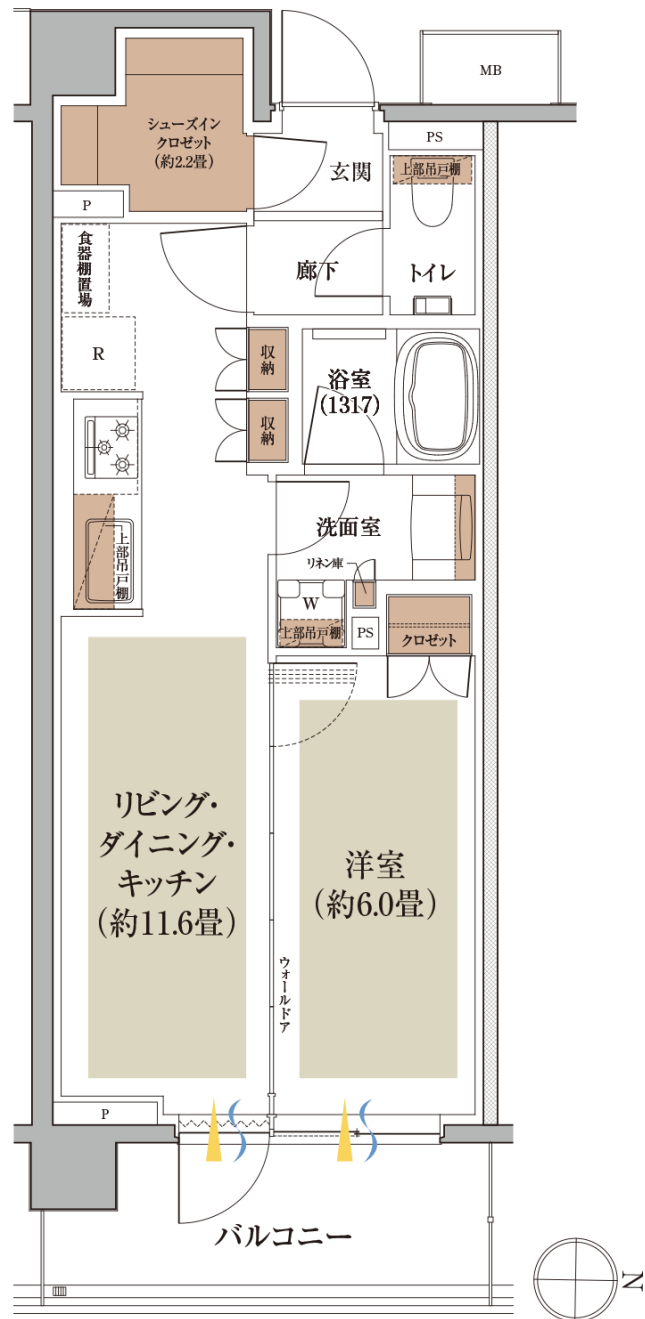 MB
シューズイン
クロゼット
(約2.2畳)
PS
玄関
上部吊戸棚
P
食器棚置場
廊下
トイレ
R
収納
浴室
(1317)
収納
洗面室
上部吊戸棚
リネン庫
W
上部吊戸棚
PS
クロゼット
リビング・
ダイニング・
キッチン
(約11.6畳)
洋室
(約6.0畳)
ウォールドア
P
バルコニー
N